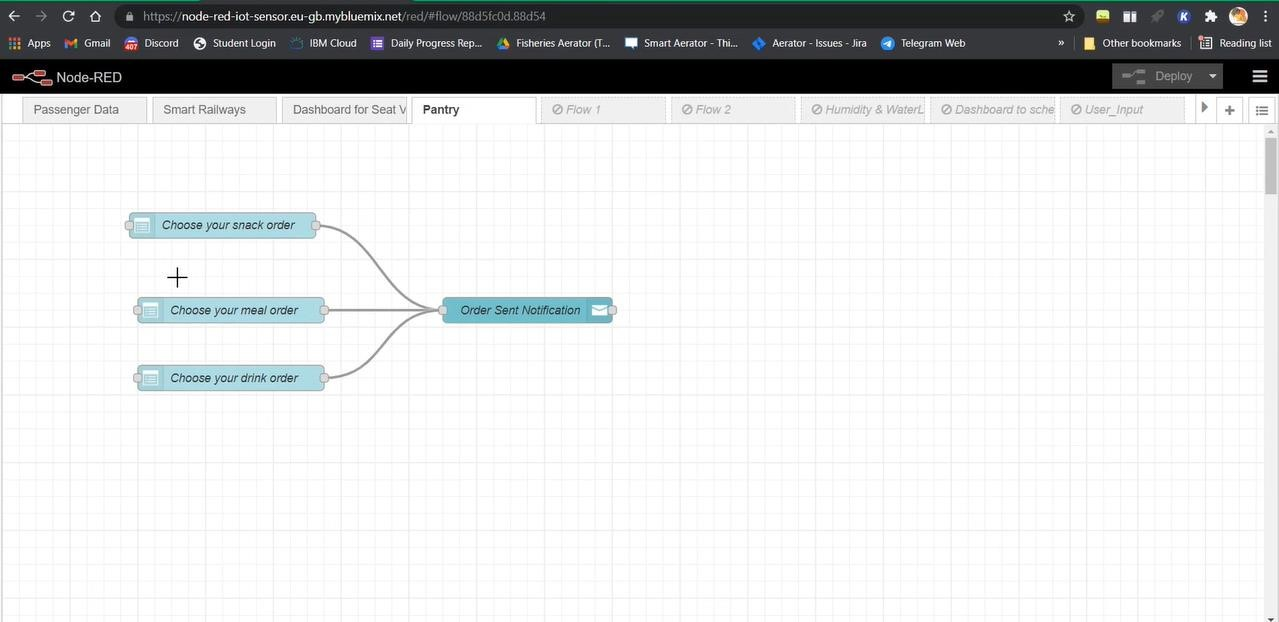 https://node-red-iot-sensor.eu-gb.mybluemix.net/red/#flow/88d5fc0d.88d54
K
Apps Gmail 407 Discord Student Login IBM Cloud Daily Progress Rep... Fisheries Aerator (T... Smart Aerator - Thi... Aerator - Issues - Jira Telegram Web » Other bookmarks Reading list
Node-RED Deploy
Passenger Data Smart Railways Dashboard for Seat V Pantry Flow 1 Flow 2 Humidity & WaterL Dashboard to sche User_Input +
Choose your snack order
Choose your meal order Order Sent Notification
Choose your drink order